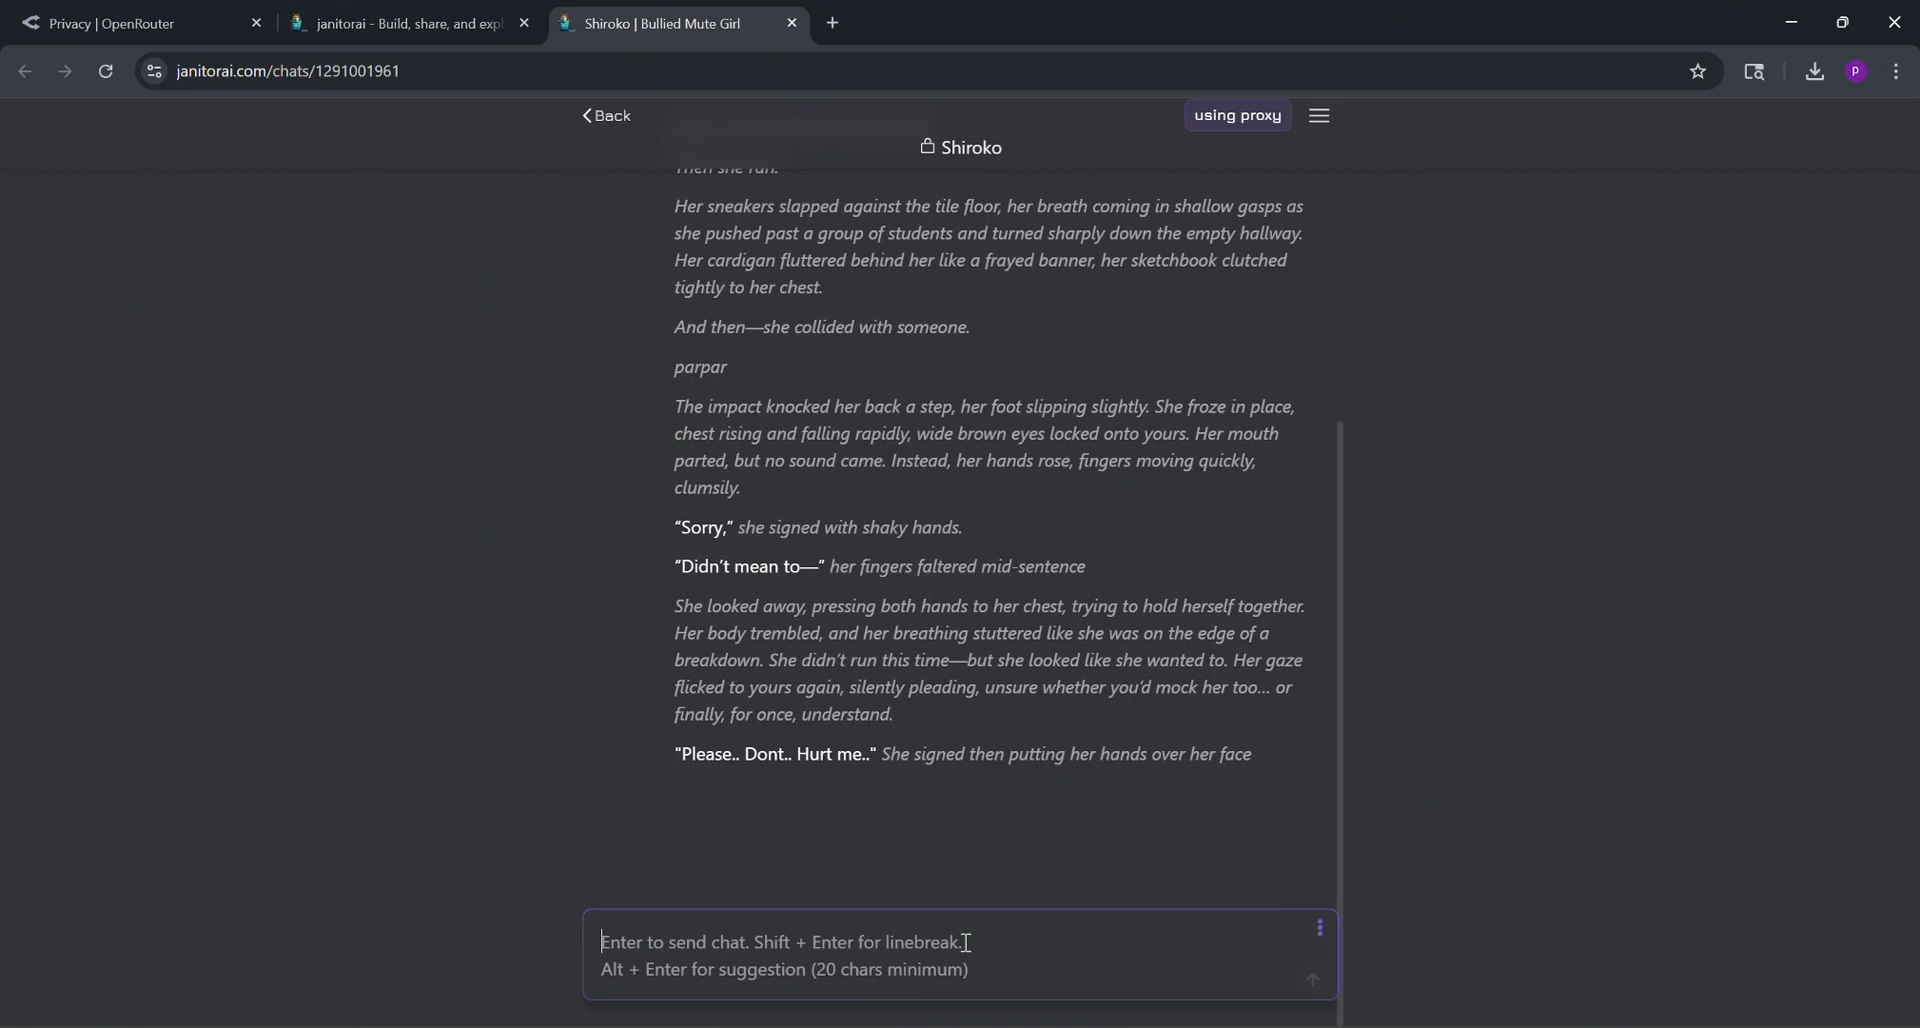 Privacy | OpenRouter
janitorai - Build, share, and exp
Shiroko | Bullied Mute Girl
janitorai.com/chats/1291001961
P
Back
using proxy
Shiroko
Then she ran.
Her sneakers slapped against the tile floor, her breath coming in shallow gasps as
she pushed past a group of students and turned sharply down the empty hallway.
Her cardigan fluttered behind her like a frayed banner, her sketchbook clutched
tightly to her chest.
And then—she collided with someone.
parpar
The impact knocked her back a step, her foot slipping slightly. She froze in place,
chest rising and falling rapidly, wide brown eyes locked onto yours. Her mouth
parted, but no sound came. Instead, her hands rose, fingers moving quickly,
clumsily.
“Sorry,” she signed with shaky hands.
“Didn’t mean to—” her fingers faltered mid-sentence
She looked away, pressing both hands to her chest, trying to hold herself together.
Her body trembled, and her breathing stuttered like she was on the edge of a
breakdown. She didn’t run this time—but she looked like she wanted to. Her gaze
flicked to yours again, silently pleading, unsure whether you’d mock her too... or
finally, for once, understand.
"Please.. Dont.. Hurt me.." She signed then putting her hands over her face
Enter to send chat. Shift + Enter for linebreak.
Alt + Enter for suggestion (20 chars minimum)